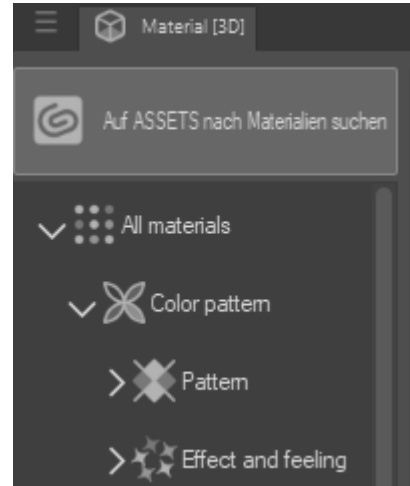 Material [3D]
Auf ASSETS nach Materialien suchen
All materials
Color pattern
Pattern
Effect and feeling